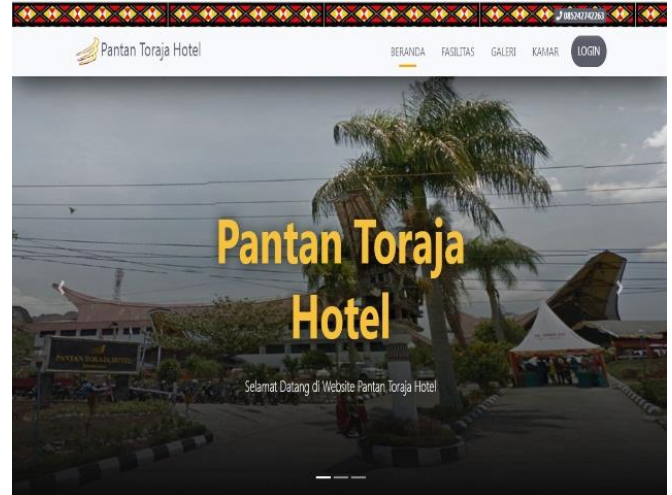 085242742263
Pantan Toraja Hotel
BERANDA FASILITAS GALERI KAMAR LOGIN
Pantan Toraja
Hotel
PANTAN TORAJA HOTEL
Selamat Datang di Website Pantan Toraja Hotel